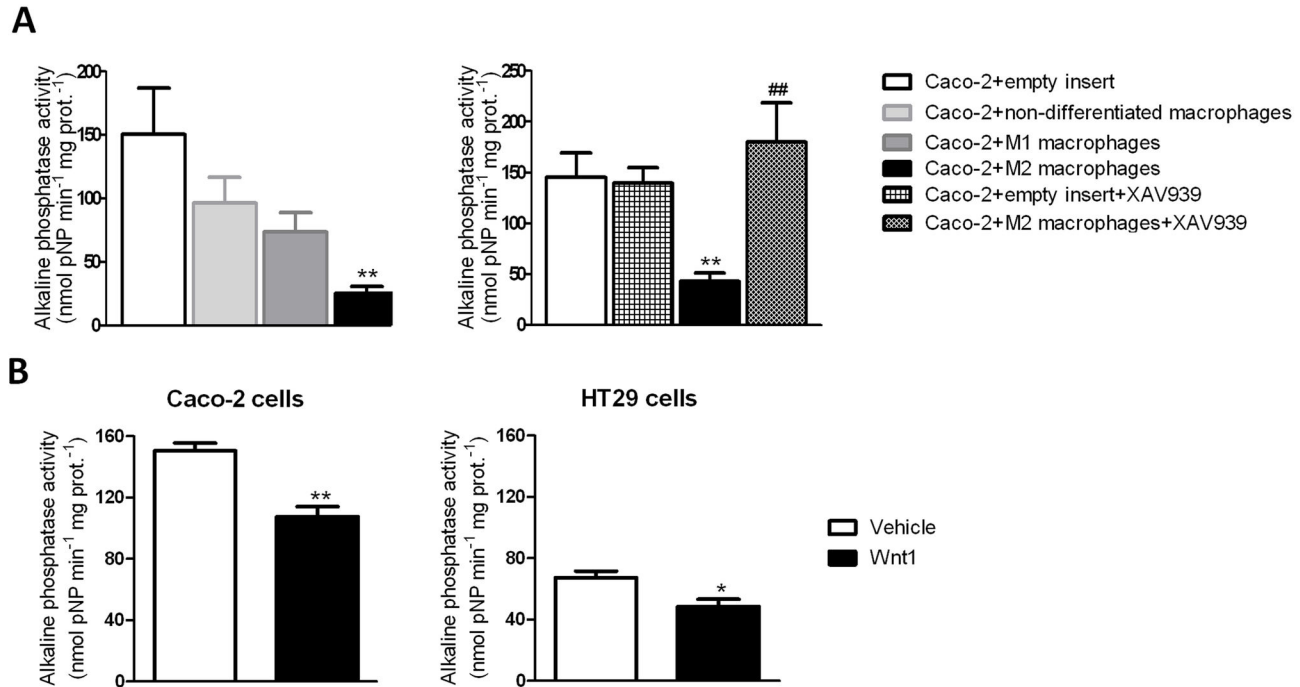 A
Alkaline phosphatase activity
(nmol pNP min⁻¹ mg prot.⁻¹)
200
150
100
50
0
**
Alkaline phosphatase activity
(nmol pNP min⁻¹ mg prot.⁻¹)
250
200
150
100
50
0
**
##
Caco-2+empty insert
Caco-2+non-differentiated macrophages
Caco-2+M1 macrophages
Caco-2+M2 macrophages
Caco-2+empty insert+XAV939
Caco-2+M2 macrophages+XAV939
B
Caco-2 cells
Alkaline phosphatase activity
(nmol pNP min⁻¹ mg prot.⁻¹)
160
120
80
40
0
**
HT29 cells
Alkaline phosphatase activity
(nmol pNP min⁻¹ mg prot.⁻¹)
160
120
80
40
0
*
Vehicle
Wnt1